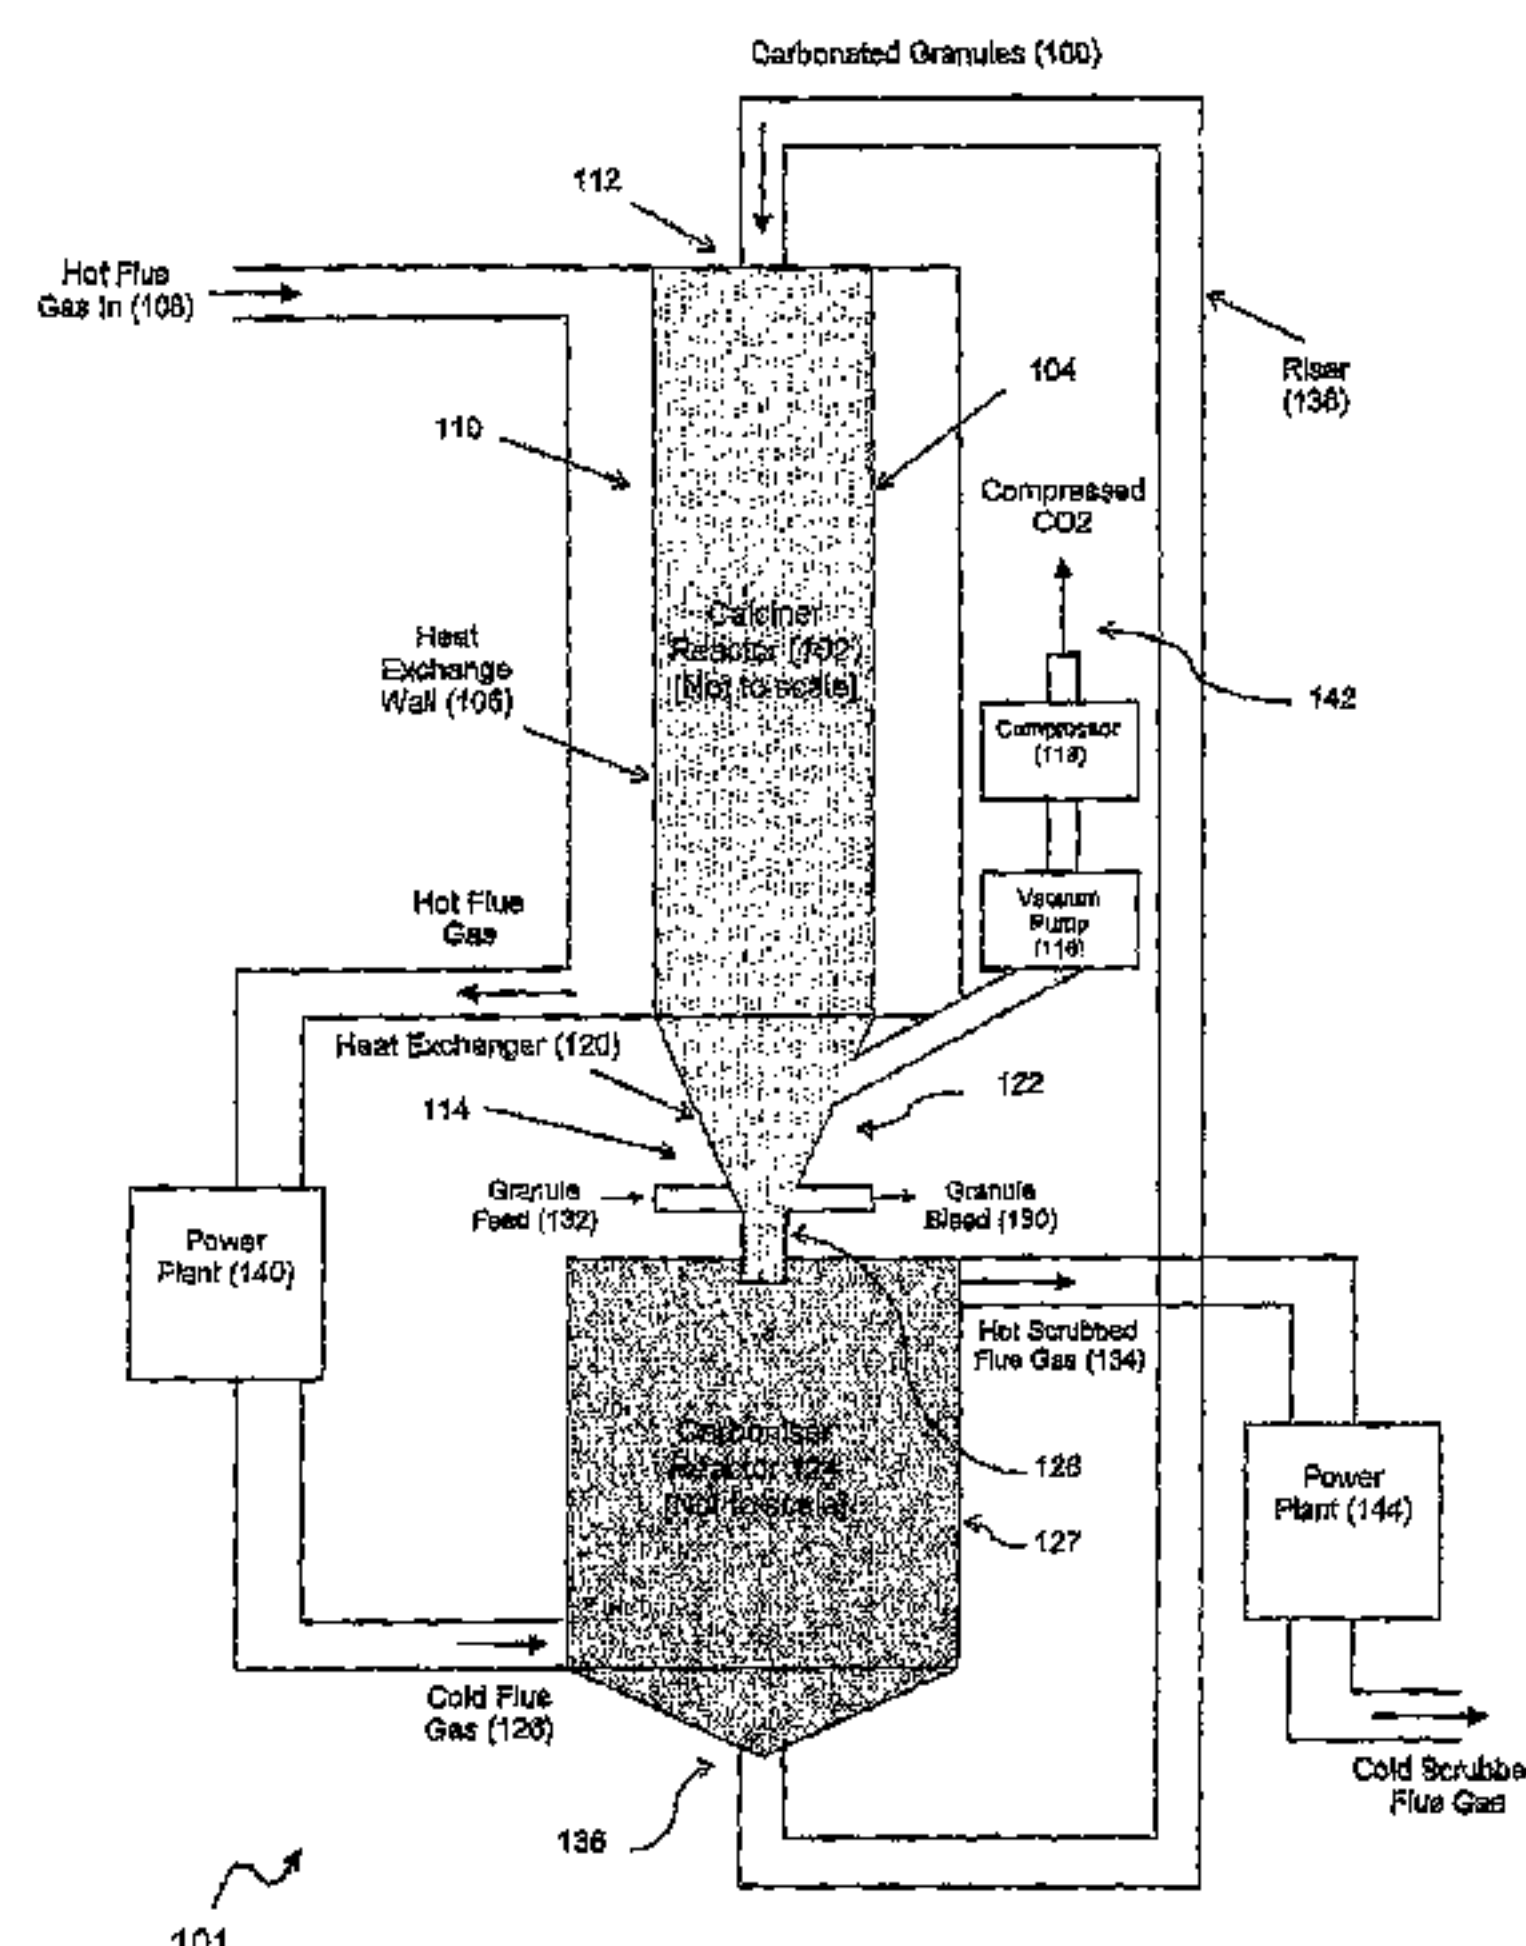 Carbonated Granules (100)
112
Hot Flue
Gas In (108)
104
Riser
(138)
110
Compressed
CO2
Calciner
Reactor (102)
[Not to scale]
Heat
Exchange
Wall (106)
142
Compressor
(118)
Hot Flue
Gas
Vacuum
Pump
(116)
Heat Exchanger (120)
122
114
Granule
Feed (132)
Granule
Bleed (130)
Power
Plant (140)
Hot Scrubbed
Flue Gas (134)
Carboniser
Reactor 124
[Not to scale]
128
Power
Plant (144)
127
Cold Flue
Gas (126)
Cold Scrubbe
Flue Gas
136
101